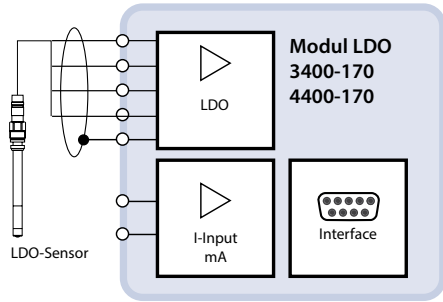 Modul LDO
3400-170
4400-170
LDO
I-Input
mA
Interface
LDO-Sensor